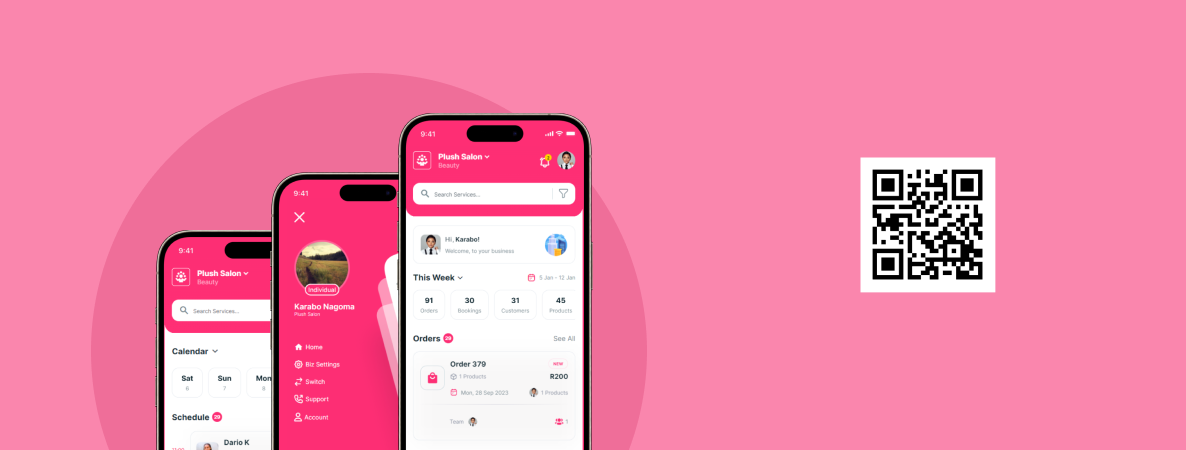 9:41
Plush Salon
Beauty
Search Services...
Calendar
Sat
6
Sun
7
Mon
8
Schedule 29
Dario K
9:41
Individual
Karabo Nagoma
Plush Salon
Home
Biz Settings
Switch
Support
Account
9:41
Plush Salon
Beauty
Search Services...
Hi, Karabo!
Welcome, to your business
This Week
5 Jan - 12 Jan
91
Orders
30
Bookings
31
Customers
45
Products
Orders 29
See All
Order 379
NEW
1 Products
R200
Mon, 28 Sep 2023
1 Products
Team
1